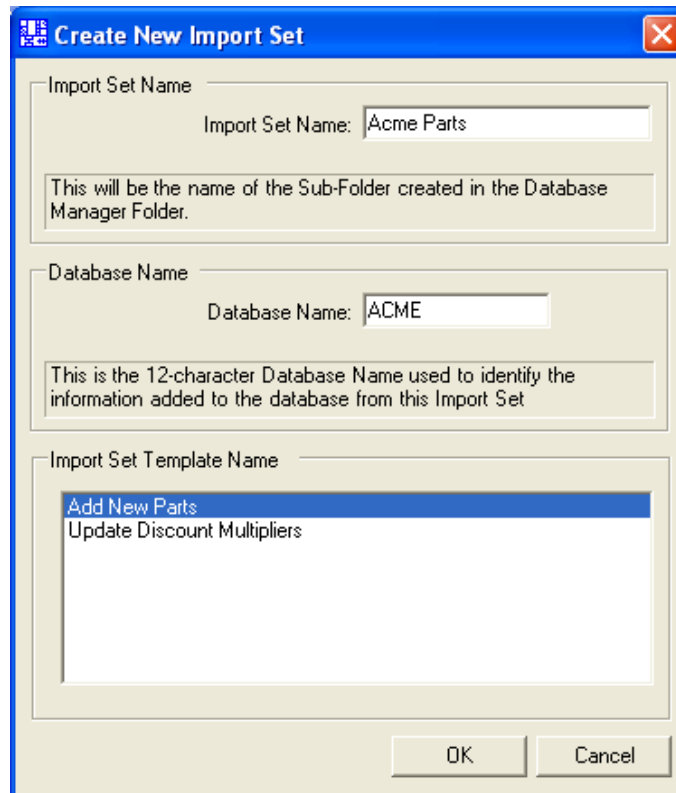 Create New Import Set
Import Set Name
Import Set Name: Acme Parts
This will be the name of the Sub-Folder created in the Database
Manager Folder.
Database Name
Database Name: ACME
This is the 12-character Database Name used to identify the
information added to the database from this Import Set
Import Set Template Name
Add New Parts
Update Discount Multipliers
OK Cancel